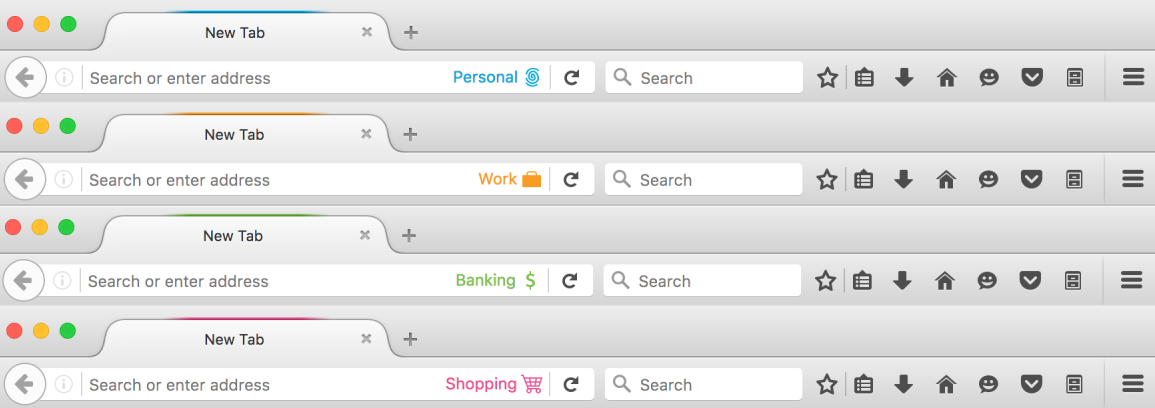 New Tab
Search or enter address Personal Search
New Tab
Search or enter address Work Search
New Tab
Search or enter address Banking $ Search
New Tab
Search or enter address Shopping Search